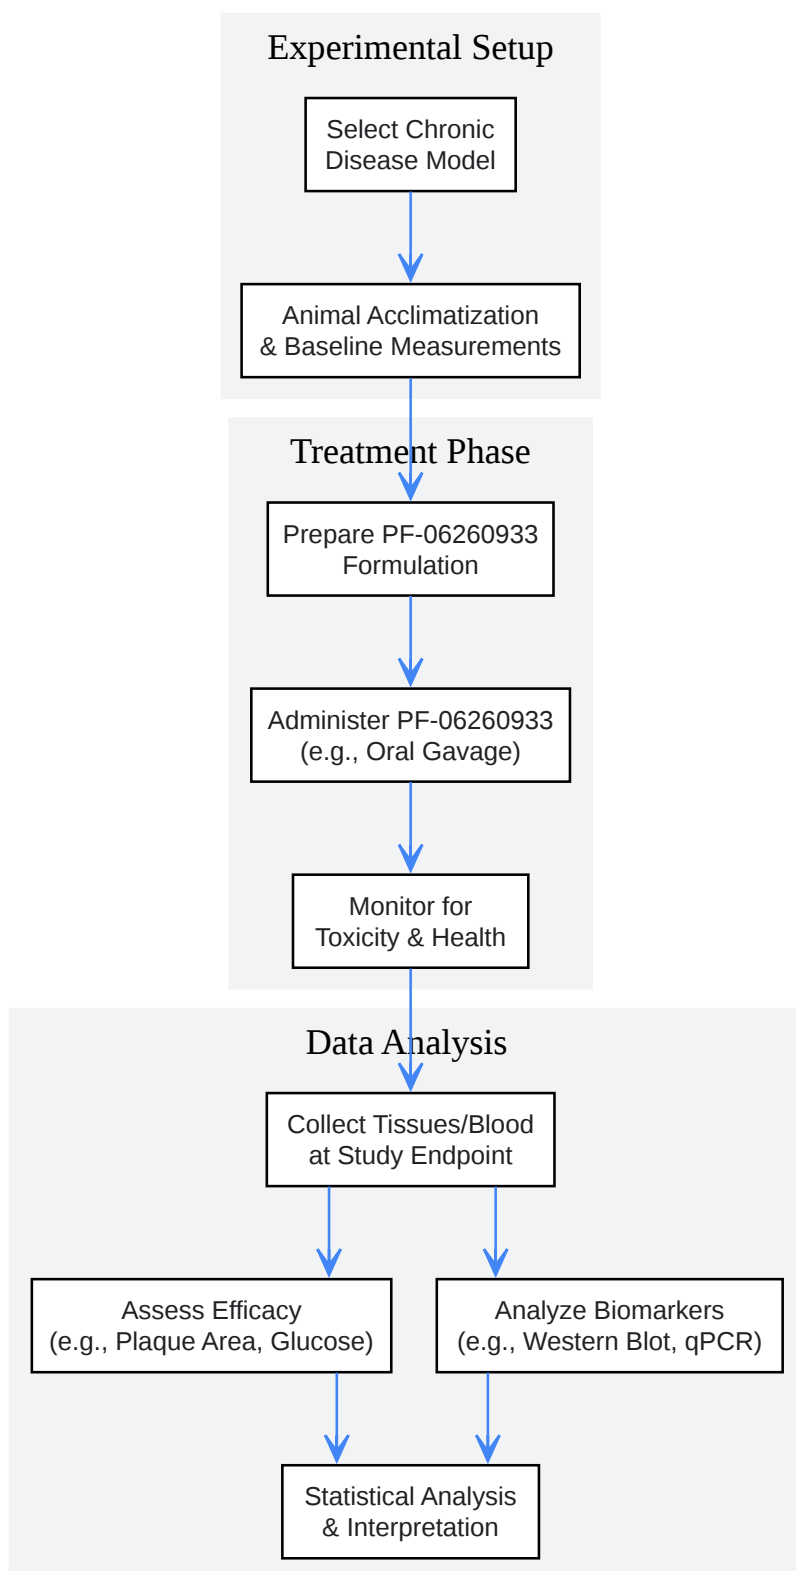 Experimental Setup
Select Chronic
Disease Model
Animal Acclimatization
& Baseline Measurements
Treatment Phase
Prepare PF-06260933
Formulation
Administer PF-06260933
(e.g., Oral Gavage)
Monitor for
Toxicity & Health
Data Analysis
Collect Tissues/Blood
at Study Endpoint
Assess Efficacy
(e.g., Plaque Area, Glucose)
Analyze Biomarkers
(e.g., Western Blot, qPCR)
Statistical Analysis
& Interpretation